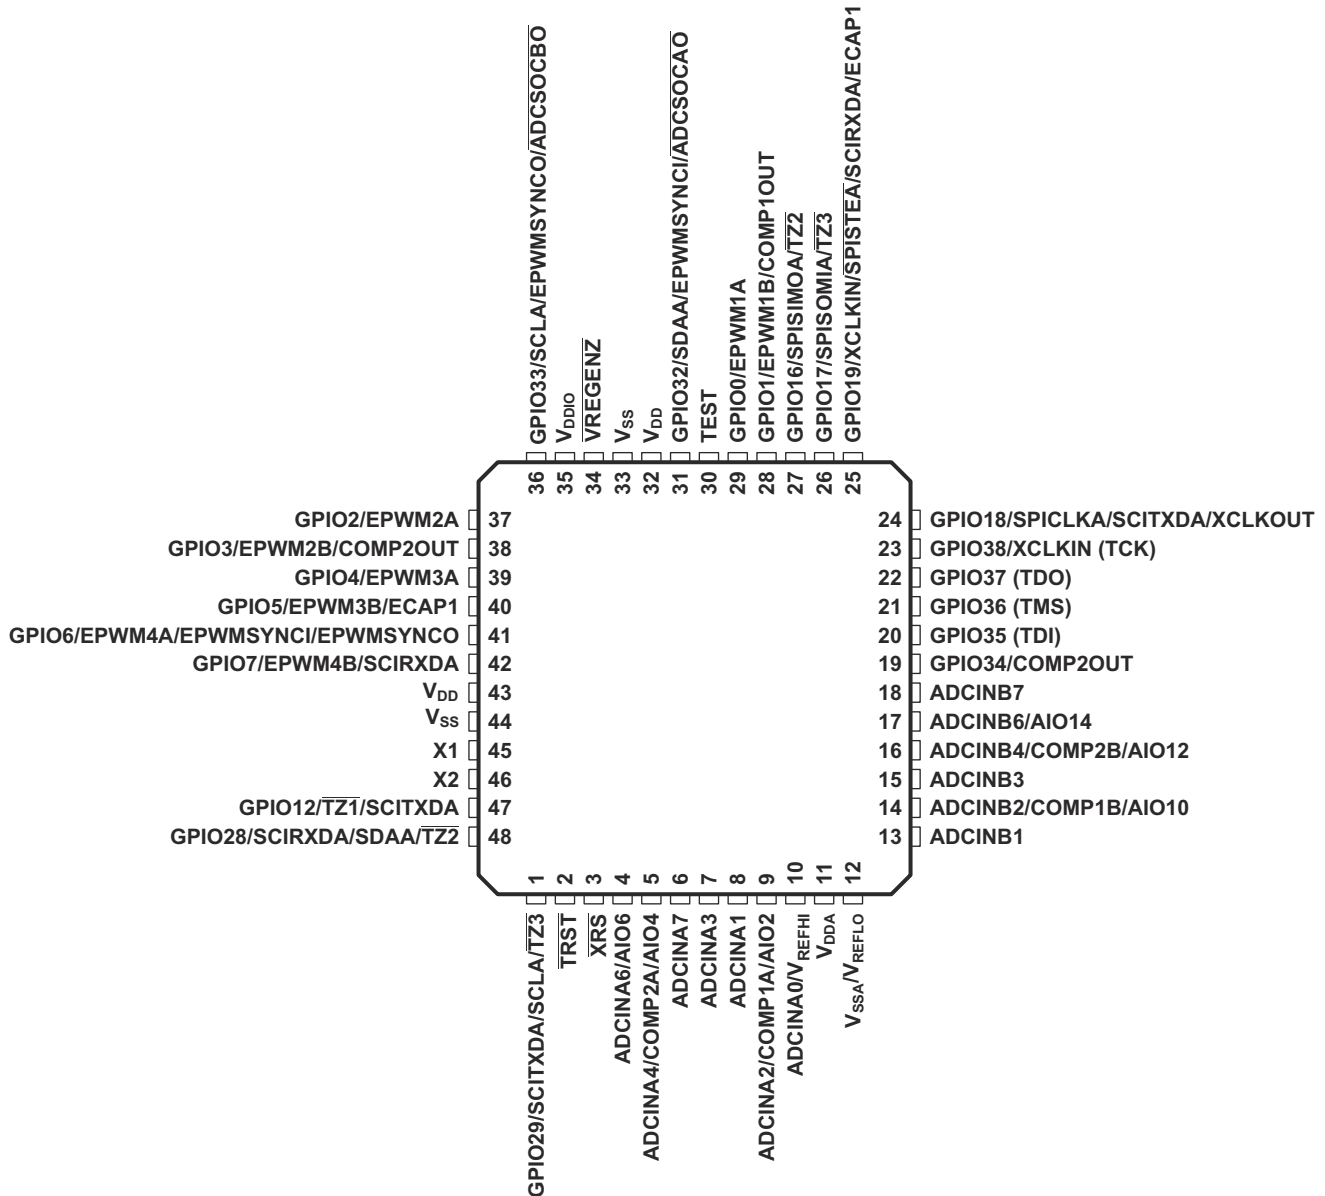 GPIO33/SCLA/EPWMSYNCO/ADCSOCBO
VDDIO
VREGENZ
VSS
VDD
GPIO32/SDAA/EPWMSYNCI/ADCSOCAO
TEST
GPIO0/EPWM1A
GPIO1/EPWM1B/COMP1OUT
GPIO16/SPISIMOA/TZ2
GPIO17/SPISOMIA/TZ3
GPIO19/XCLKIN/SPISTEA/SCIRXDA/ECAP1
36
35
34
33
32
31
30
29
28
27
26
25
GPIO2/EPWM2A 37
GPIO3/EPWM2B/COMP2OUT 38
GPIO4/EPWM3A 39
GPIO5/EPWM3B/ECAP1 40
GPIO6/EPWM4A/EPWMSYNCI/EPWMSYNCO 41
GPIO7/EPWM4B/SCIRXDA 42
VDD 43
VSS 44
X1 45
X2 46
GPIO12/TZ1/SCITXDA 47
GPIO28/SCIRXDA/SDAA/TZ2 48
24 GPIO18/SPICLKA/SCITXDA/XCLKOUT
23 GPIO38/XCLKIN (TCK)
22 GPIO37 (TDO)
21 GPIO36 (TMS)
20 GPIO35 (TDI)
19 GPIO34/COMP2OUT
18 ADCINB7
17 ADCINB6/AIO14
16 ADCINB4/COMP2B/AIO12
15 ADCINB3
14 ADCINB2/COMP1B/AIO10
13 ADCINB1
1
2
3
4
5
6
7
8
9
10
11
12
GPIO29/SCITXDA/SCLA/TZ3
TRST
XRS
ADCINA6/AIO6
ADCINA4/COMP2A/AIO4
ADCINA7
ADCINA3
ADCINA1
ADCINA2/COMP1A/AIO2
ADCINA0/VREFHI
VDDA
VSSA/VREFLO